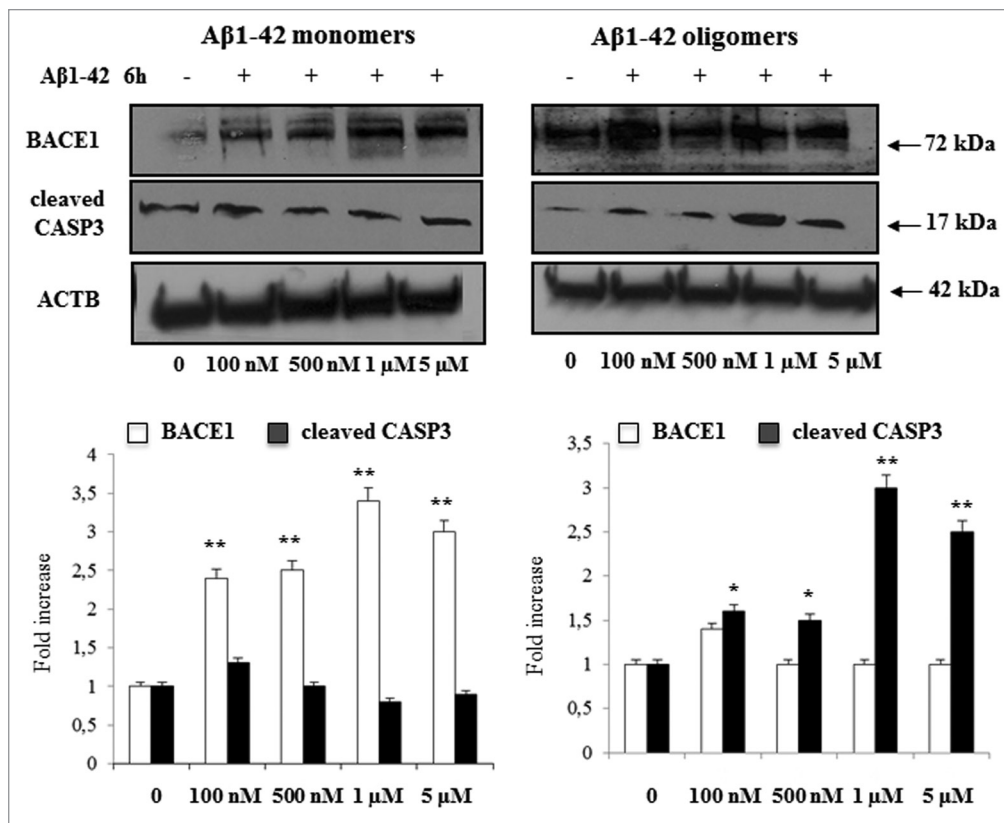 Aβ1-42 monomers
Aβ1-42 oligomers
Aβ1-42 6h - + + + +
- + + + +
BACE1
← 72 kDa
cleaved
CASP3
← 17 kDa
ACTB
← 42 kDa
0 100 nM 500 nM 1 µM 5 µM
0 100 nM 500 nM 1 µM 5 µM
BACE1 cleaved CASP3
Fold increase
4
3,5
3
2,5
2
1,5
1
0,5
0
** ** ** **
0 100 nM 500 nM 1 µM 5 µM
BACE1 cleaved CASP3
Fold increase
3,5
3
2,5
2
1,5
1
0,5
0
* * ** **
0 100 nM 500 nM 1 µM 5 µM